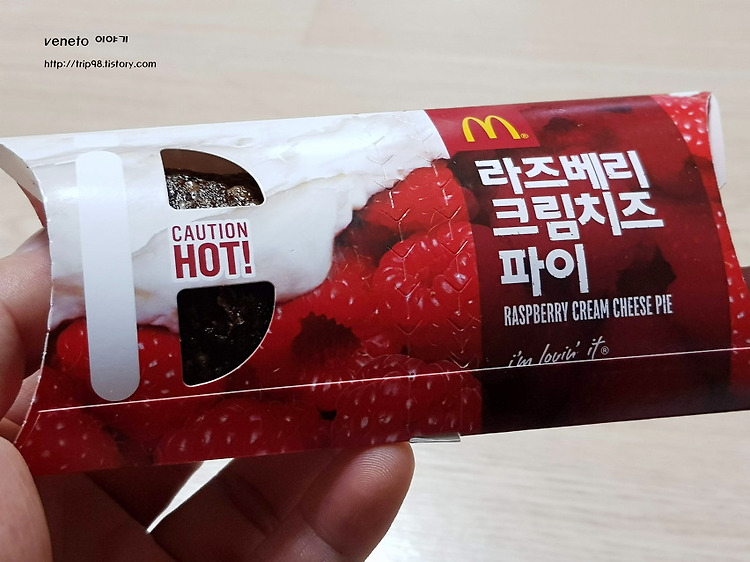 veneto 이야기
http://trip98.tistory.com
CAUTION
HOT!
라즈베리
크림치즈
파이
RASPBERRY CREAM CHEESE PIE
i'm lovin' it®